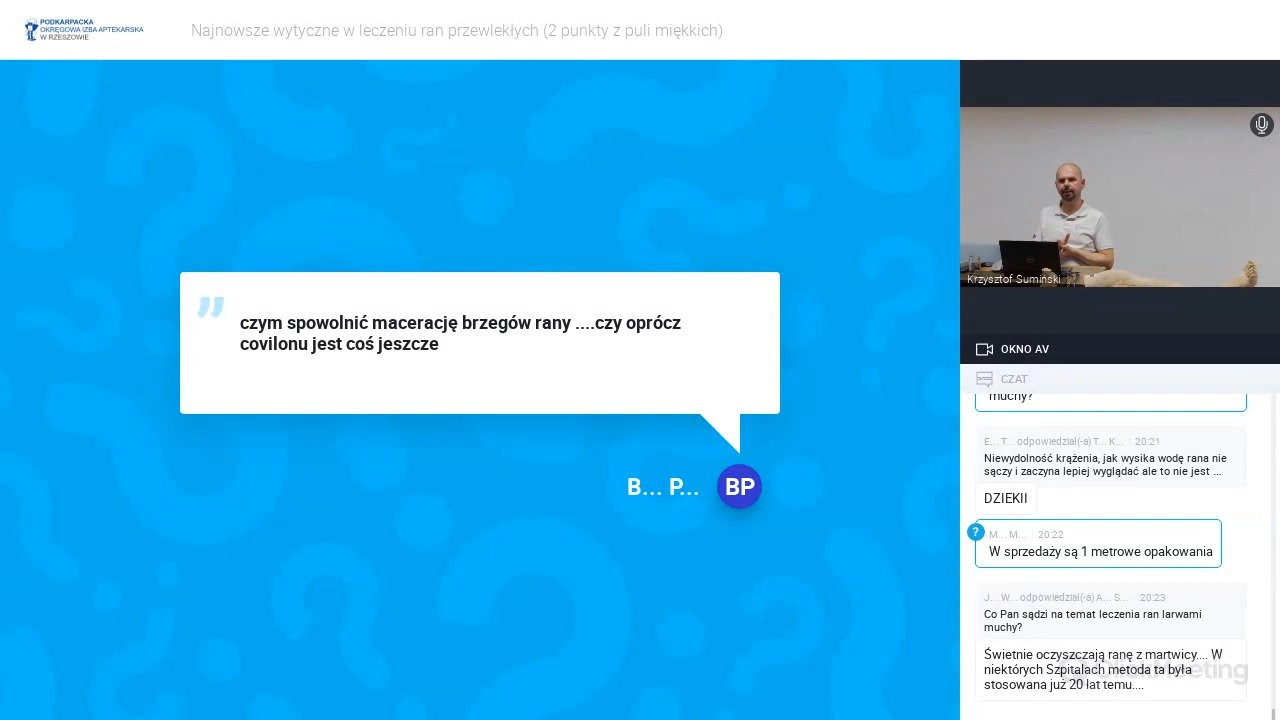 PODKARPACKA
OKRĘGOWA IZBA APTEKARSKA
W RZESZOWIE
Najnowsze wytyczne w leczeniu ran przewlekłych (2 punkty z puli miękkich)
czym spowolnić macerację brzegów rany ....czy oprócz
covilonu jest coś jeszcze
B... P...
BP
Krzysztof Sumiński
OKNO AV
CZAT
muchy?
E... T... odpowiedział(-a) T... K... 20:21
Niewydolność krążenia, jak wysika wodę rana nie
sączy i zaczyna lepiej wyglądać ale to nie jest ...
DZIEKII
?
M... M... 20:22
W sprzedaży są 1 metrowe opakowania
J... W... odpowiedział(-a) A... S... 20:23
Co Pan sądzi na temat leczenia ran larwami
muchy?
Świetnie oczyszczają ranę z martwicy.... W
niektórych Szpitalach metoda ta była
stosowana już 20 lat temu....
ClickMeeting